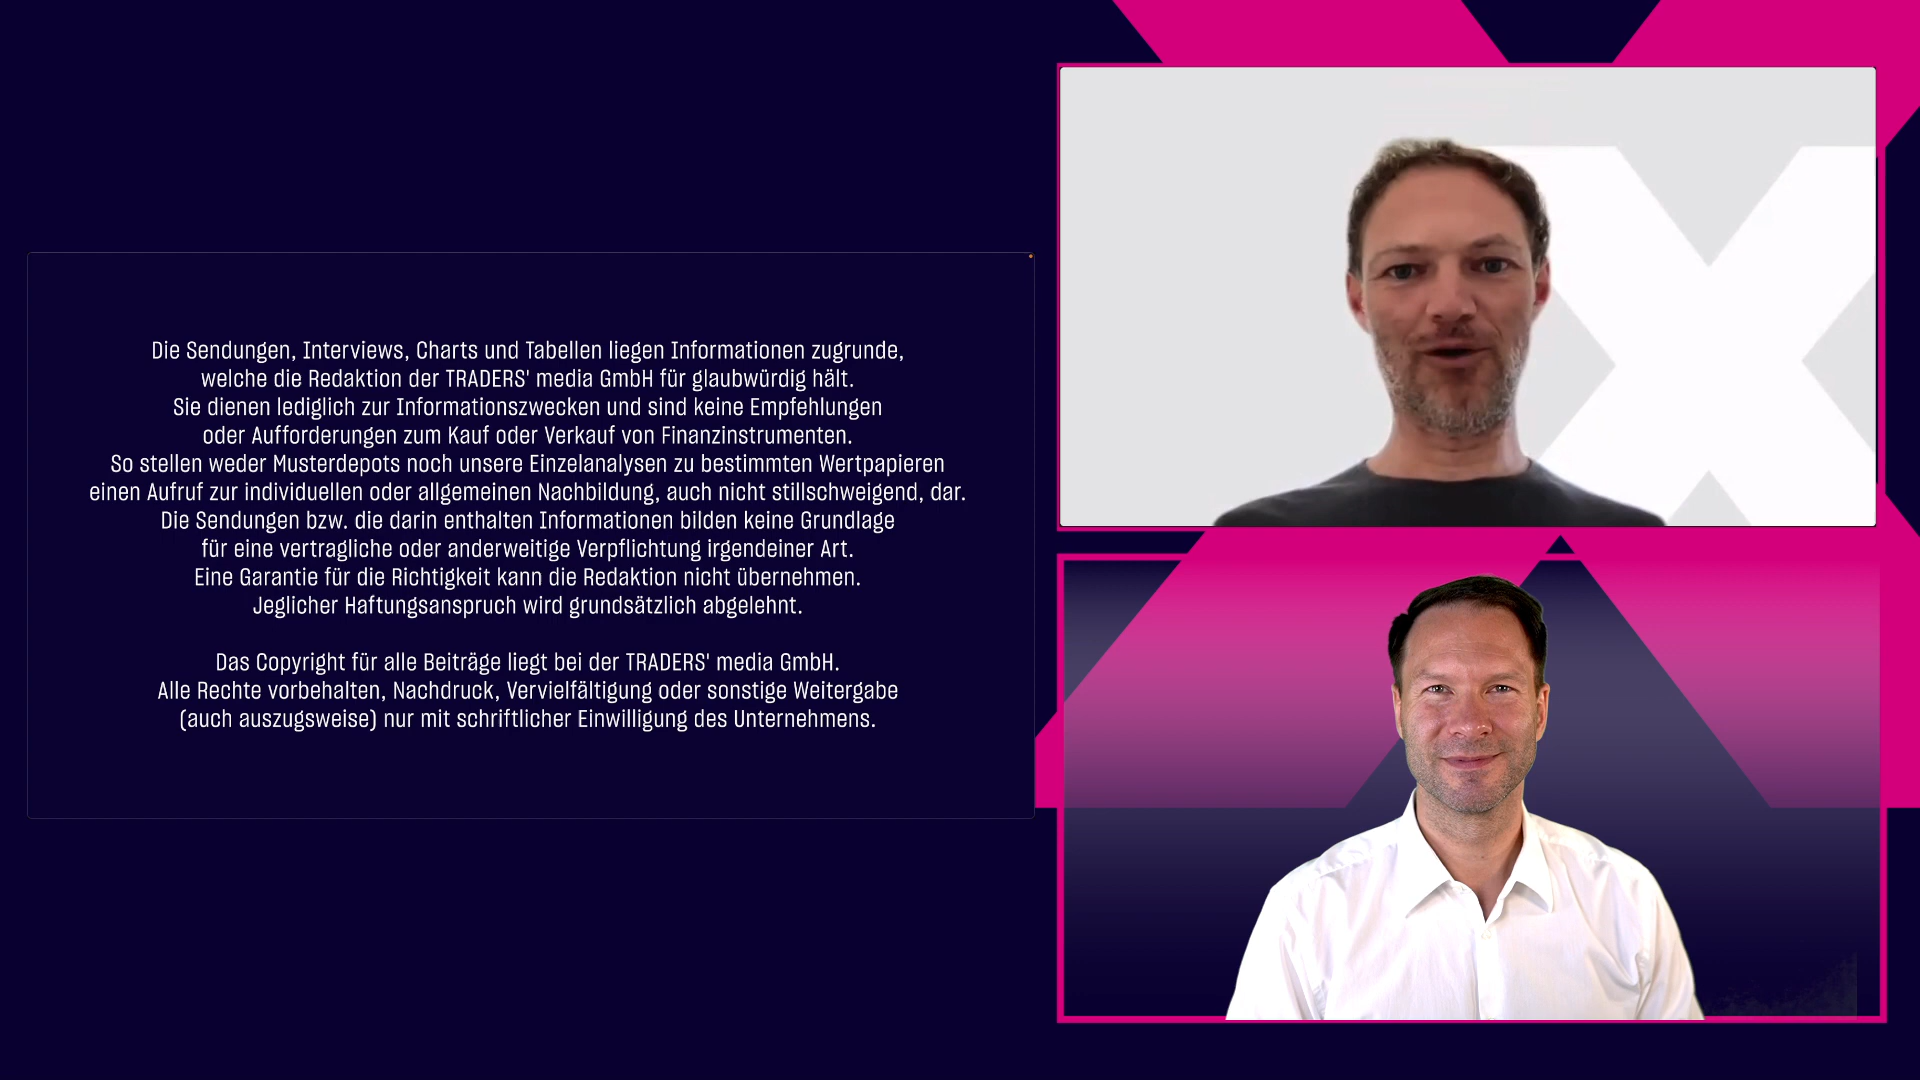 Die Sendungen, Interviews, Charts und Tabellen liegen Informationen zugrunde,
welche die Redaktion der TRADERS' media GmbH für glaubwürdig hält.
Sie dienen lediglich zur Informationszwecken und sind keine Empfehlungen
oder Aufforderungen zum Kauf oder Verkauf von Finanzinstrumenten.
So stellen weder Musterdepots noch unsere Einzelanalysen zu bestimmten Wertpapieren
einen Aufruf zur individuellen oder allgemeinen Nachbildung, auch nicht stillschweigend, dar.
Die Sendungen bzw. die darin enthalten Informationen bilden keine Grundlage
für eine vertragliche oder anderweitige Verpflichtung irgendeiner Art.
Eine Garantie für die Richtigkeit kann die Redaktion nicht übernehmen.
Jeglicher Haftungsanspruch wird grundsätzlich abgelehnt.
Das Copyright für alle Beiträge liegt bei der TRADERS' media GmbH.
Alle Rechte vorbehalten, Nachdruck, Vervielfältigung oder sonstige Weitergabe
(auch auszugsweise) nur mit schriftlicher Einwilligung des Unternehmens.